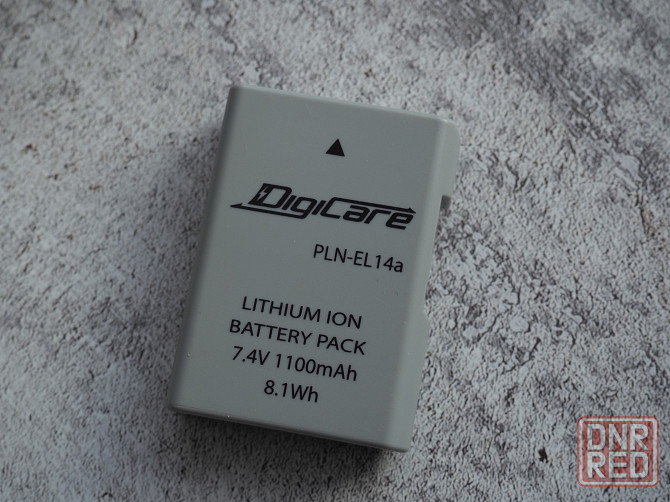 DigiCare
PLN-EL14a
LITHIUM ION
BATTERY PACK
7.4V 1100mAh
8.1Wh
DNR
RED